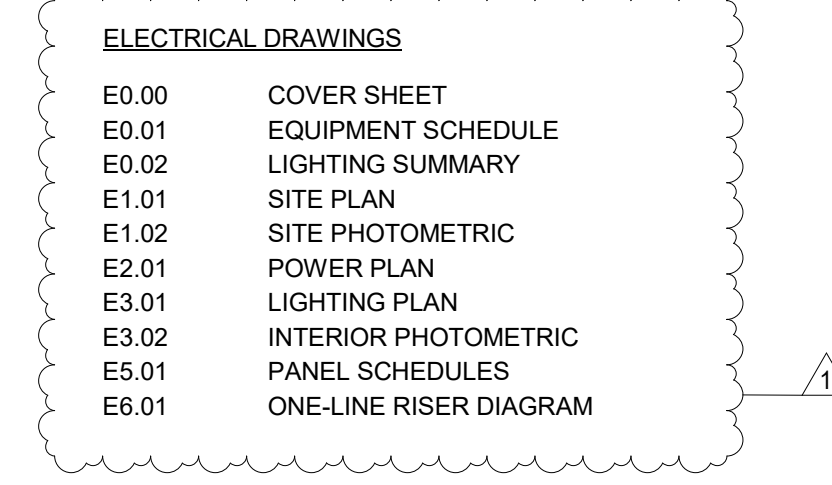 ELECTRICAL DRAWINGS
E0.00 COVER SHEET
E0.01 EQUIPMENT SCHEDULE
E0.02 LIGHTING SUMMARY
E1.01 SITE PLAN
E1.02 SITE PHOTOMETRIC
E2.01 POWER PLAN
E3.01 LIGHTING PLAN
E3.02 INTERIOR PHOTOMETRIC
E5.01 PANEL SCHEDULES
E6.01 ONE-LINE RISER DIAGRAM
1